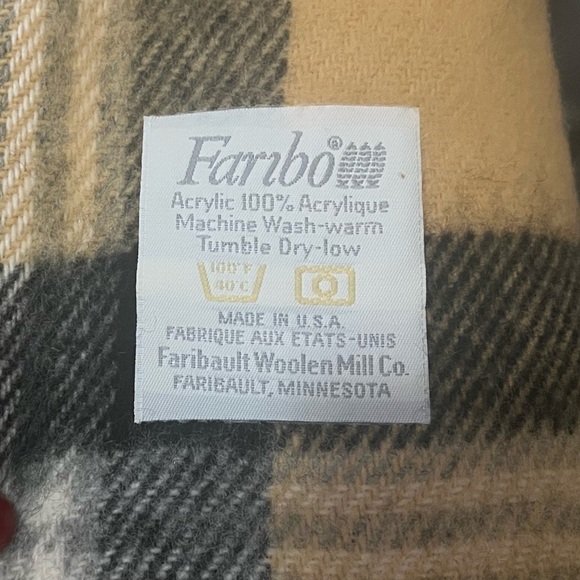 Faribo®
Acrylic 100% Acrylique
Machine Wash-warm
Tumble Dry-low
100°F
40°C
MADE IN U.S.A.
FABRIQUE AUX ETATS-UNIS
Faribault Woolen Mill Co.
FARIBAULT, MINNESOTA